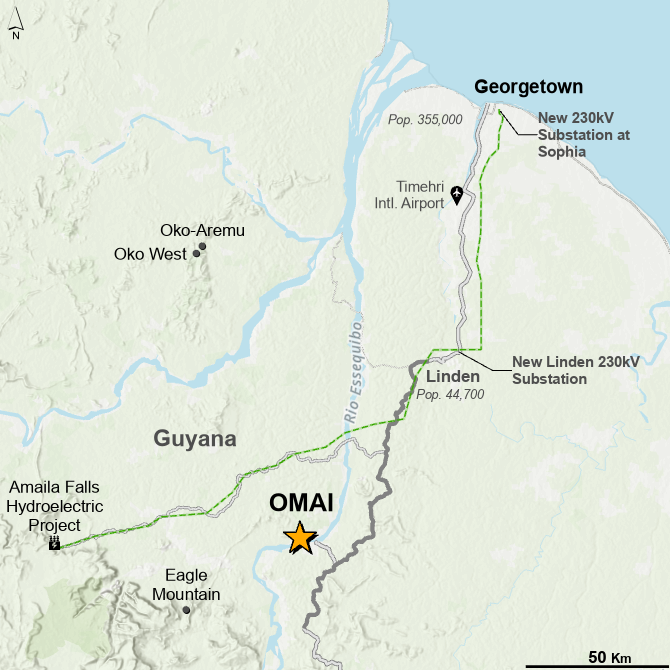 N
Georgetown
Pop. 355,000
New 230kV
Substation at
Sophia
Timehri
Intl. Airport
Oko-Aremu
Oko West
Rio Essequibo
New Linden 230kV
Substation
Linden
Pop. 44,700
Guyana
Amaila Falls
Hydroelectric
Project
OMAI
Eagle
Mountain
50 Km